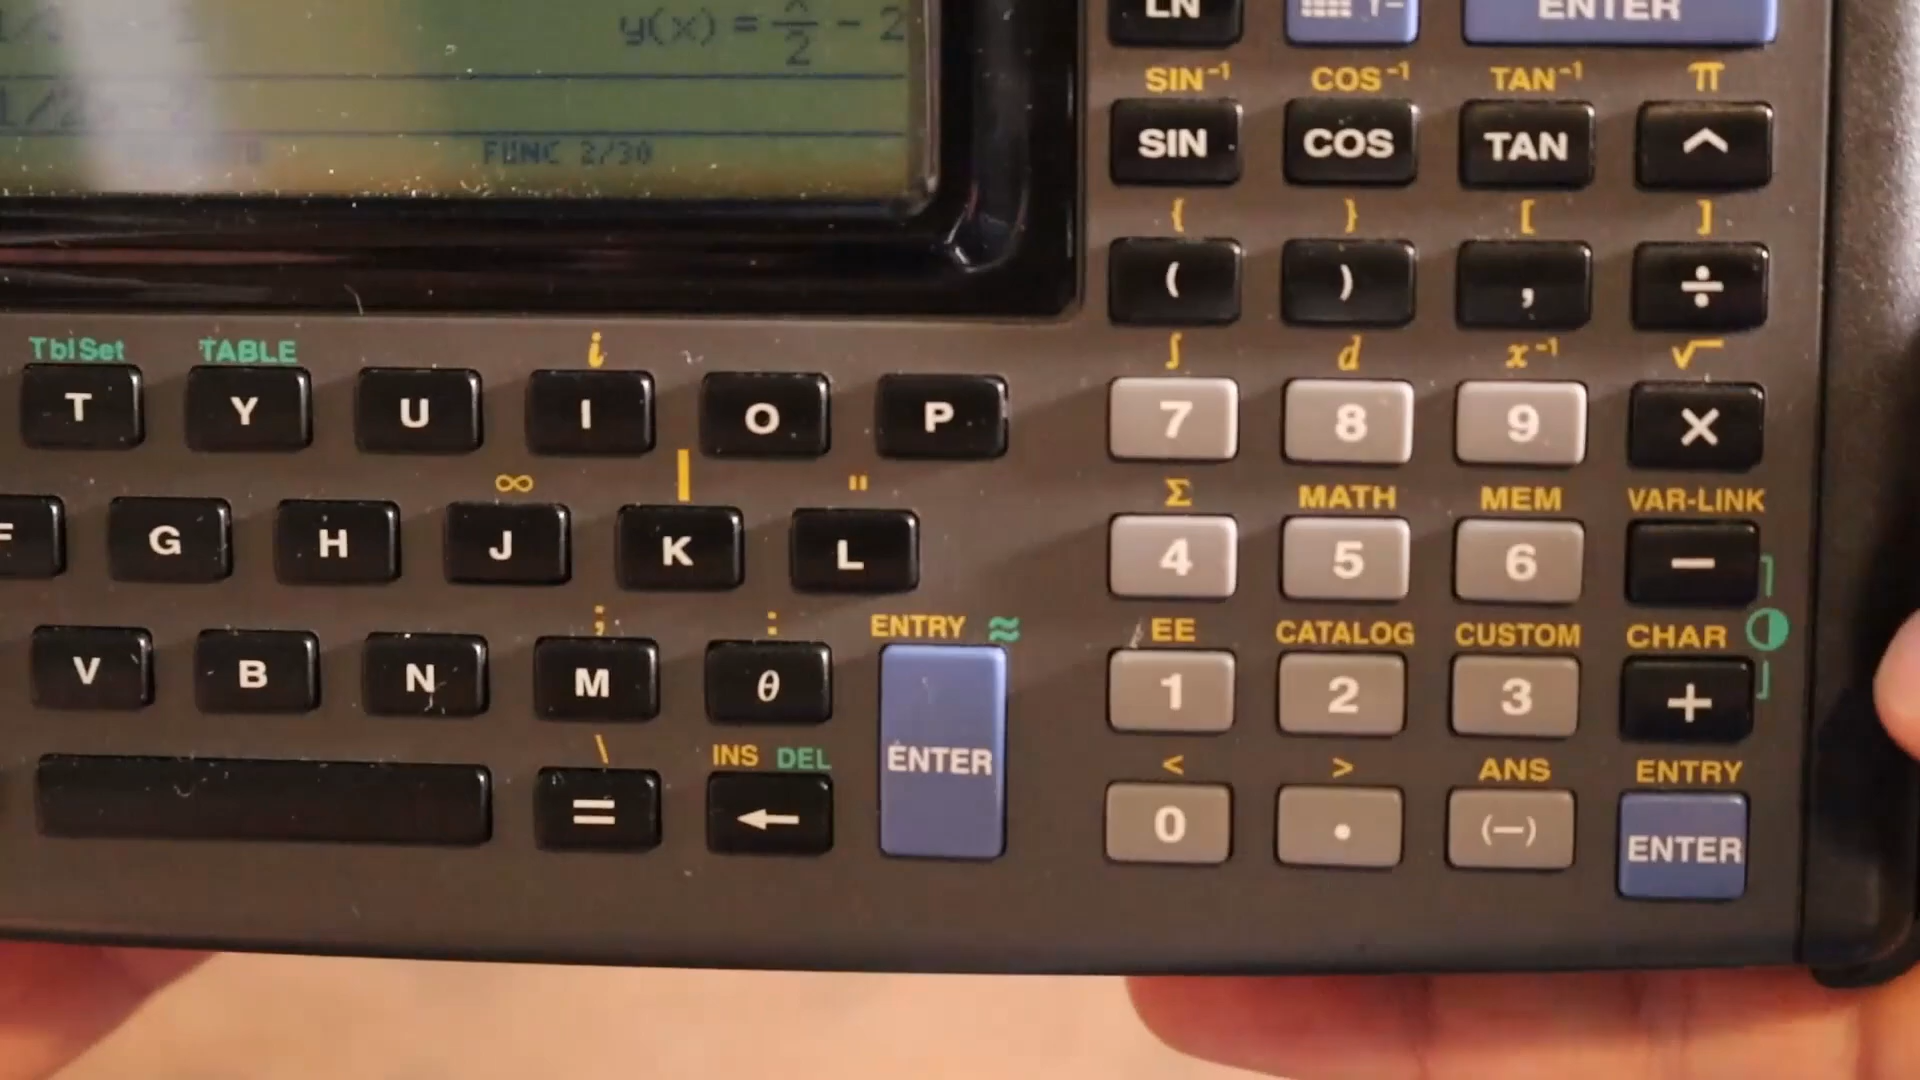 y(x) = x/2 - 2
1/2
FUNC 2/30
LN
ENTER
SIN⁻¹ COS⁻¹ TAN⁻¹ π
SIN COS TAN ^
{ } [ ]
( ) , ÷
TblSet TABLE i
T Y U I O P
∫ d x⁻¹ √
7 8 9 ×
∞ | "
F G H J K L
Σ MATH MEM VAR-LINK
4 5 6 −
; : ENTRY ≈
V B N M θ
EE CATALOG CUSTOM CHAR
1 2 3 +
\ INS DEL
= ← ENTER
< > ANS ENTRY
0 . (−) ENTER